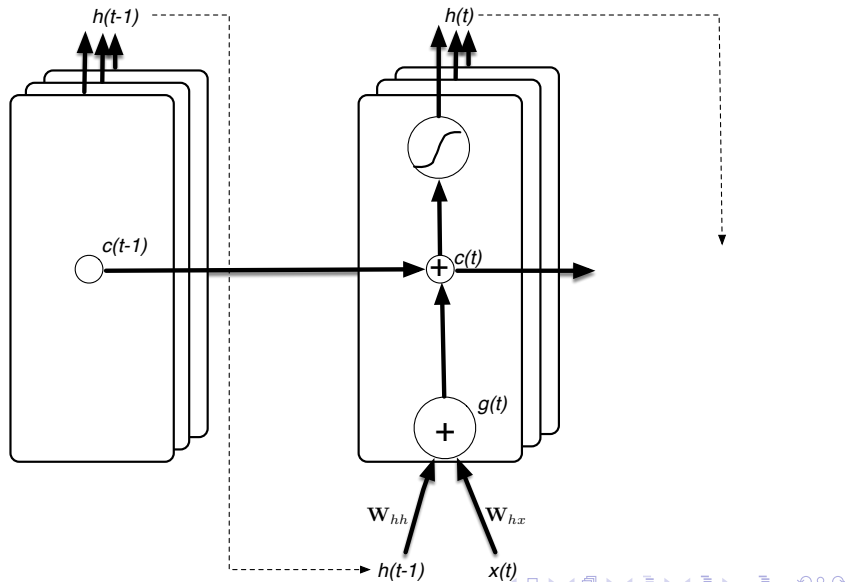 h(t-1)
h(t)
c(t-1)
+
c(t)
g(t)
+
W_hh
W_hx
h(t-1)
x(t)